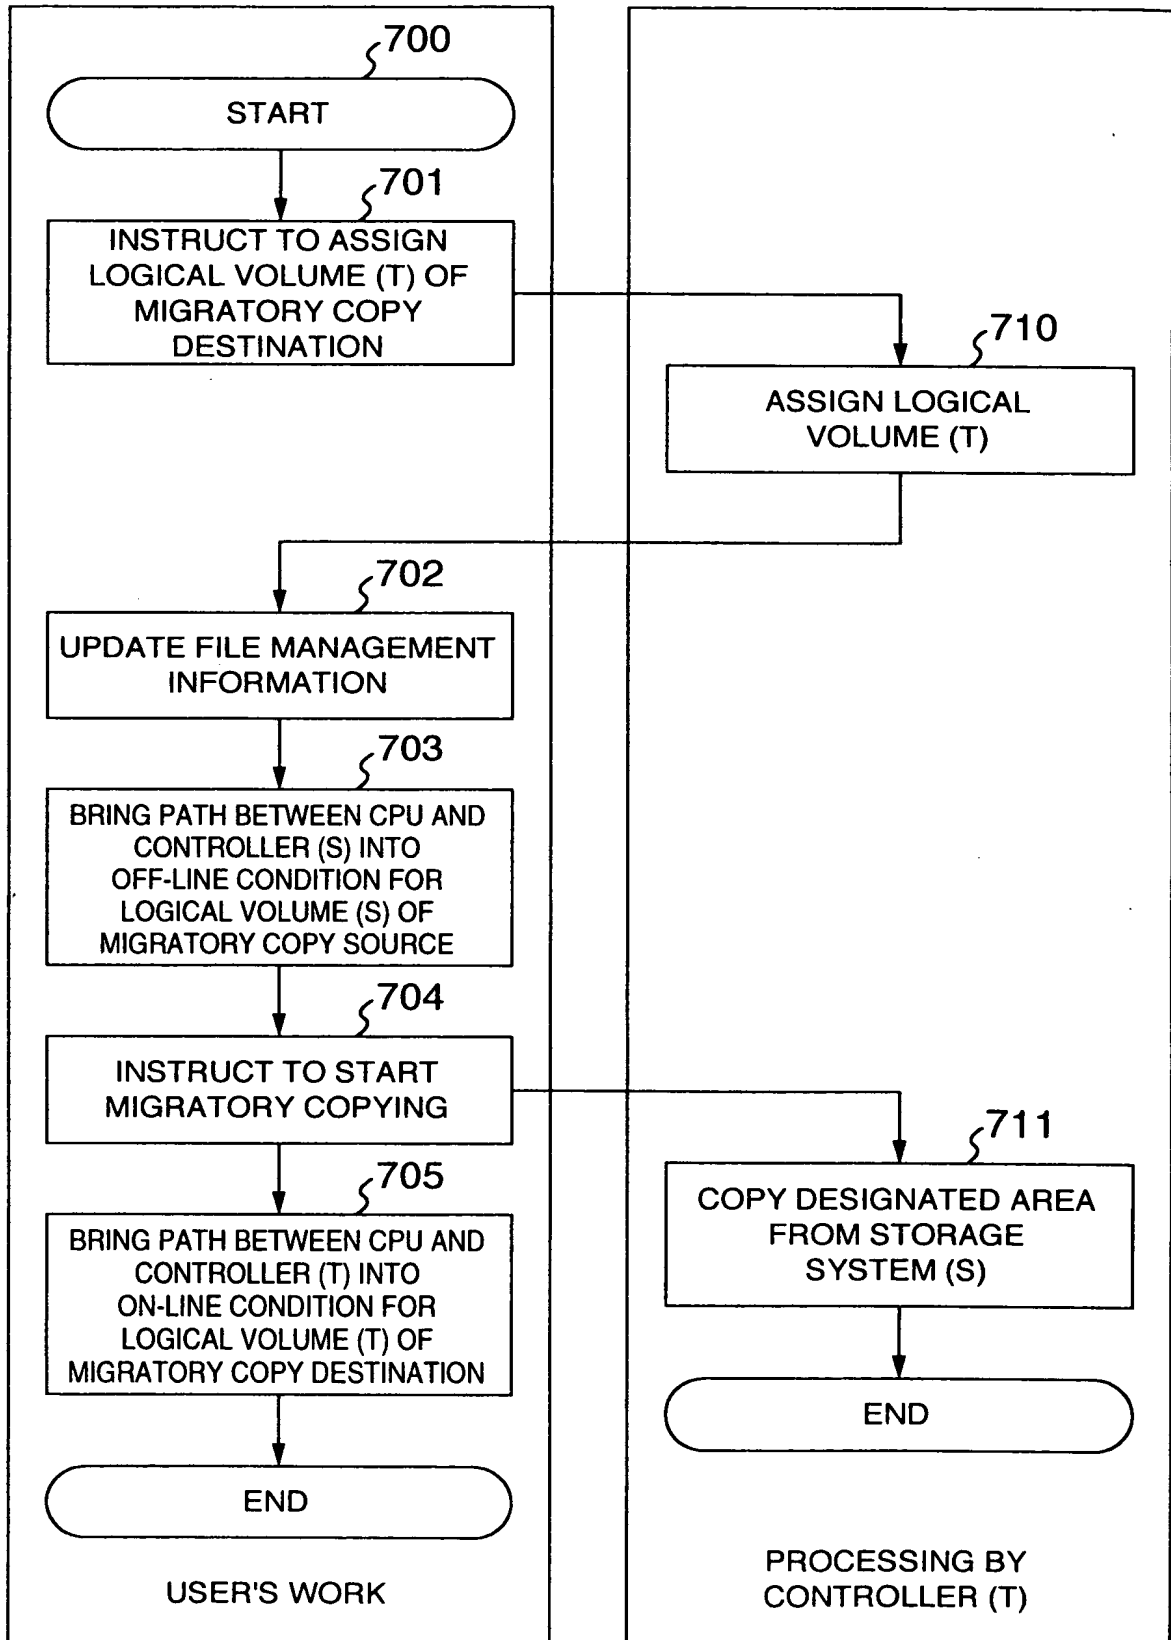 700
START
701
INSTRUCT TO ASSIGN
LOGICAL VOLUME (T) OF
MIGRATORY COPY
DESTINATION
710
ASSIGN LOGICAL
VOLUME (T)
702
UPDATE FILE MANAGEMENT
INFORMATION
703
BRING PATH BETWEEN CPU AND
CONTROLLER (S) INTO
OFF-LINE CONDITION FOR
LOGICAL VOLUME (S) OF
MIGRATORY COPY SOURCE
704
INSTRUCT TO START
MIGRATORY COPYING
711
COPY DESIGNATED AREA
FROM STORAGE
SYSTEM (S)
705
BRING PATH BETWEEN CPU AND
CONTROLLER (T) INTO
ON-LINE CONDITION FOR
LOGICAL VOLUME (T) OF
MIGRATORY COPY DESTINATION
END
END
USER'S WORK
PROCESSING BY
CONTROLLER (T)